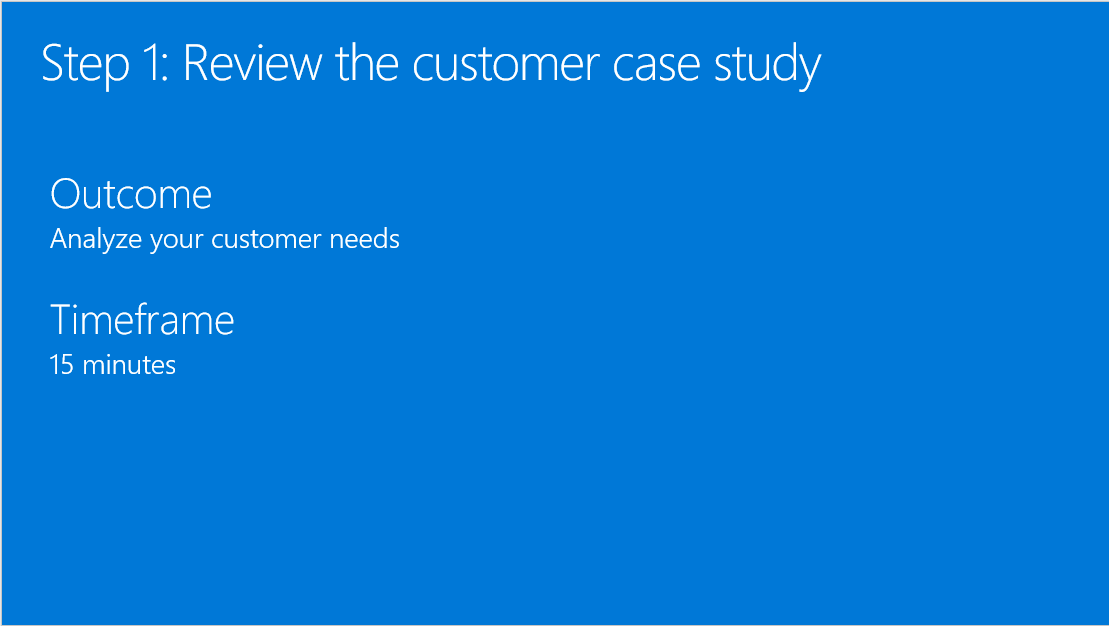 Step 1: Review the customer case study
Outcome
Analyze your customer needs
Timeframe
15 minutes